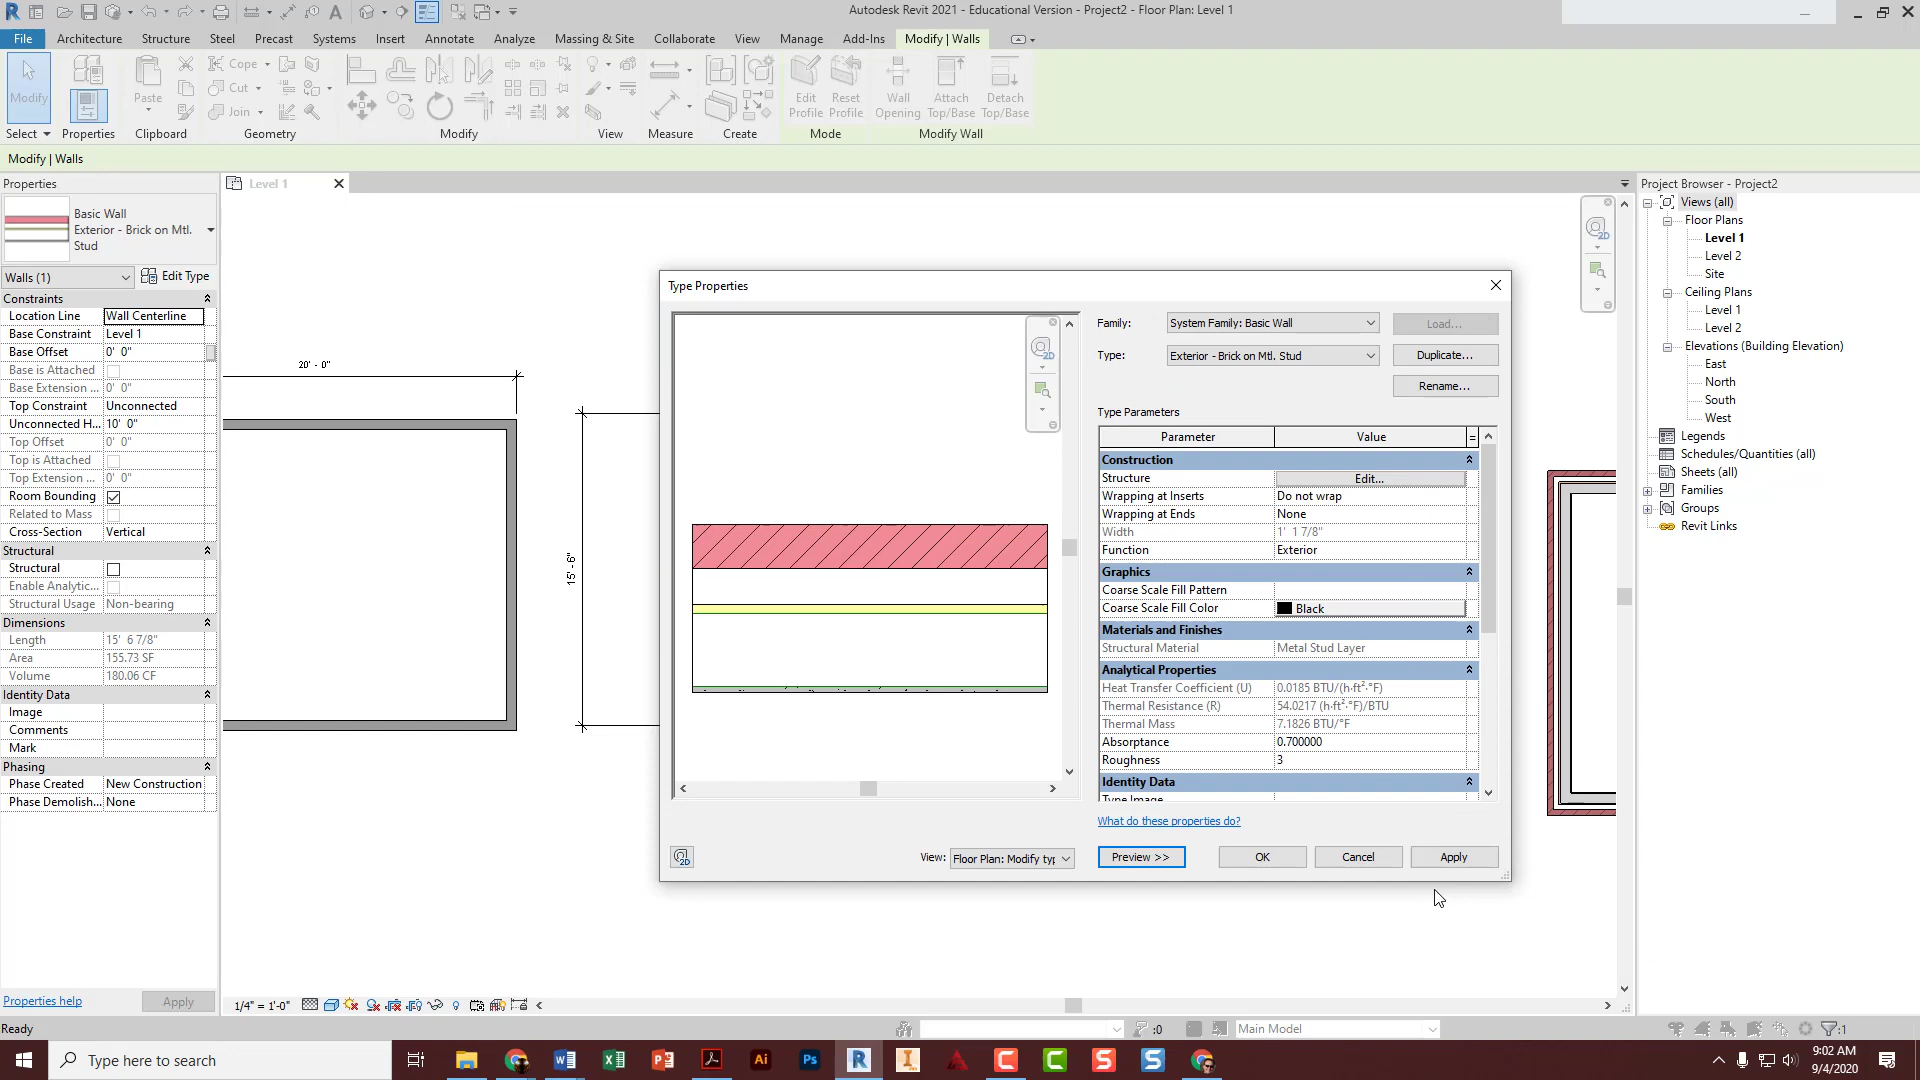 Autodesk Revit 2021 - Educational Version - Project2 - Floor Plan: Level 1
File Architecture Structure Steel Precast Systems Insert Annotate Analyze Massing & Site Collaborate View Manage Add-Ins Modify | Walls
Modify
Paste
Cope
Cut
Join
Edit Profile
Reset Profile
Wall Opening
Attach Top/Base
Detach Top/Base
Select Properties Clipboard Geometry Modify View Measure Create Mode Modify Wall
Modify | Walls
Properties
Basic Wall
Exterior - Brick on Mtl.
Stud
Walls (1) Edit Type
Constraints
Location Line Wall Centerline
Base Constraint Level 1
Base Offset 0' 0"
Base is Attached
Base Extension ... 0' 0"
Top Constraint Unconnected
Unconnected H... 10' 0"
Top Offset 0' 0"
Top is Attached
Top Extension ... 0' 0"
Room Bounding
Related to Mass
Cross-Section Vertical
Structural
Structural
Enable Analytic...
Structural Usage Non-bearing
Dimensions
Length 15' 6 7/8"
Area 155.73 SF
Volume 180.06 CF
Identity Data
Image
Comments
Mark
Phasing
Phase Created New Construction
Phase Demolish... None
Properties help Apply
Level 1
20' - 0"
15' - 6"
Type Properties
Family: System Family: Basic Wall Load...
Type: Exterior - Brick on Mtl. Stud Duplicate...
Rename...
Type Parameters
Parameter Value =
Construction
Structure Edit...
Wrapping at Inserts Do not wrap
Wrapping at Ends None
Width 1' 1 7/8"
Function Exterior
Graphics
Coarse Scale Fill Pattern
Coarse Scale Fill Color Black
Materials and Finishes
Structural Material Metal Stud Layer
Analytical Properties
Heat Transfer Coefficient (U) 0.0185 BTU/(h·ft²·°F)
Thermal Resistance (R) 54.0217 (h·ft²·°F)/BTU
Thermal Mass 7.1826 BTU/°F
Absorptance 0.700000
Roughness 3
Identity Data
Type Image
What do these properties do?
2D
View: Floor Plan: Modify typ Preview >> OK Cancel Apply
2D
Project Browser - Project2
Views (all)
Floor Plans
Level 1
Level 2
Site
Ceiling Plans
Level 1
Level 2
Elevations (Building Elevation)
East
North
South
West
Legends
Schedules/Quantities (all)
Sheets (all)
Families
Groups
Revit Links
1/4" = 1'-0"
Ready
:0 Main Model :1
Type here to search
9:02 AM
9/4/2020